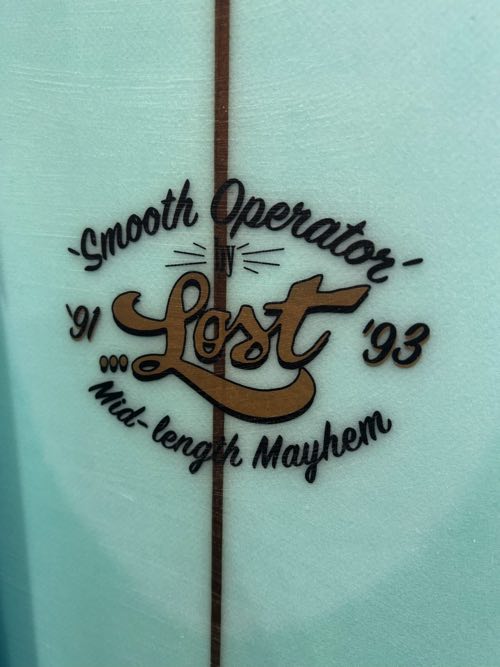 'Smooth Operator'
BY
'91 ...Lost '93
Mid-length Mayhem